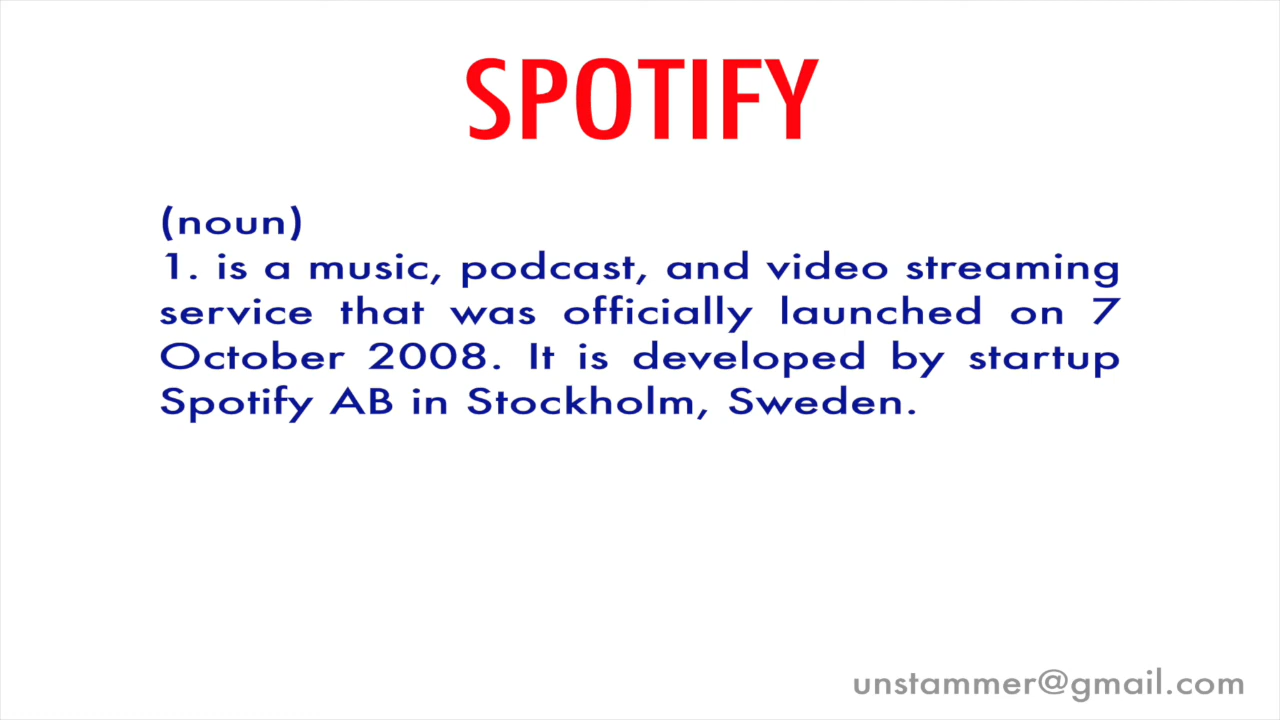 SPOTIFY
(noun)
1. is a music, podcast, and video streaming
service that was officially launched on 7
October 2008. It is developed by startup
Spotify AB in Stockholm, Sweden.
unstammer@gmail.com